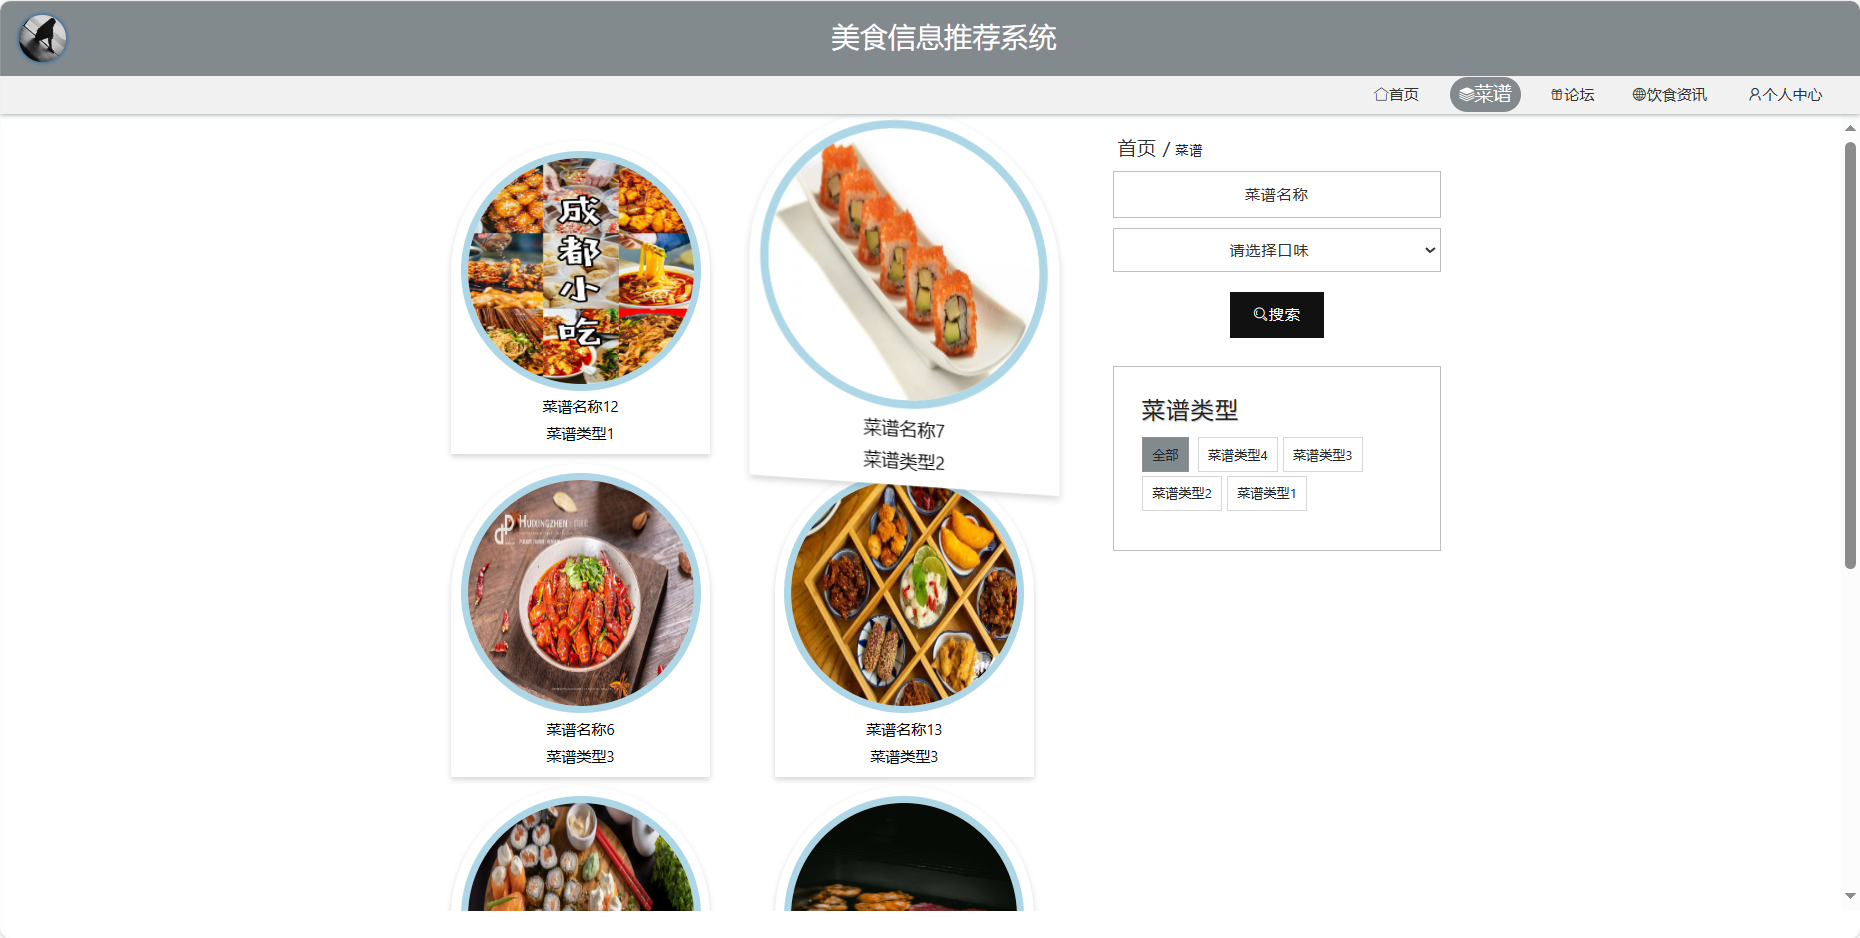 美食信息推荐系统
首页 菜谱 论坛 饮食资讯 个人中心
首页 / 菜谱
菜谱名称
请选择口味
搜索
菜谱类型
全部 菜谱类型4 菜谱类型3
菜谱类型2 菜谱类型1
成都小吃
菜谱名称12
菜谱类型1
菜谱名称7
菜谱类型2
HUIXINGZHEN
菜谱名称6
菜谱类型3
菜谱名称13
菜谱类型3